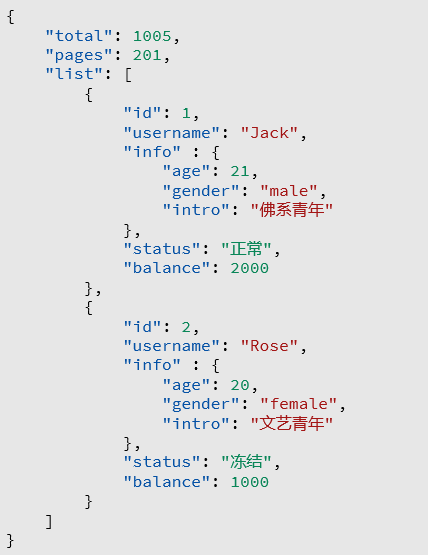 {
    "total": 1005,
    "pages": 201,
    "list": [
        {
            "id": 1,
            "username": "Jack",
            "info" : {
                "age": 21,
                "gender": "male",
                "intro": "佛系青年"
            },
            "status": "正常",
            "balance": 2000
        },
        {
            "id": 2,
            "username": "Rose",
            "info" : {
                "age": 20,
                "gender": "female",
                "intro": "文艺青年"
            },
            "status": "冻结",
            "balance": 1000
        }
    ]
}